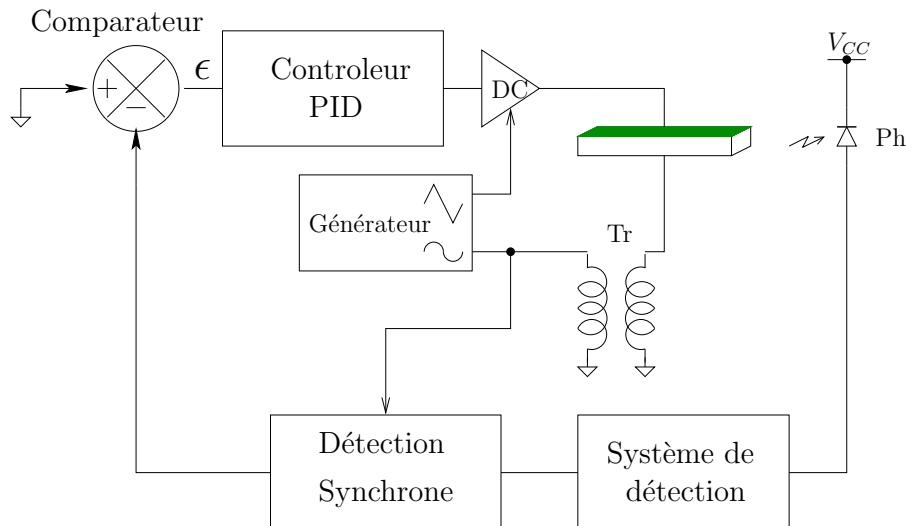 Comparateur
V_CC
ϵ
Controleur
PID
DC
+
−
Ph
Générateur
Tr
Détection
Synchrone
Système de
détection